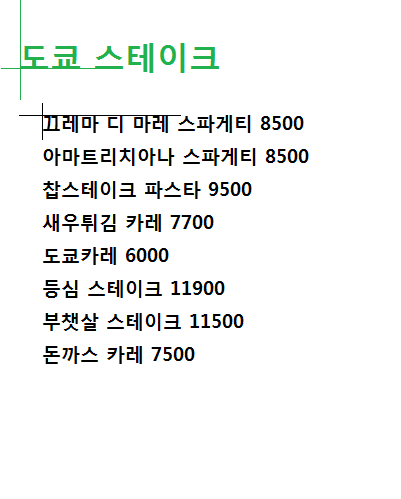 도쿄 스테이크
끄레마 디 마레 스파게티 8500
아마트리치아나 스파게티 8500
찹스테이크 파스타 9500
새우튀김 카레 7700
도쿄카레 6000
등심 스테이크 11900
부챗살 스테이크 11500
돈까스 카레 7500